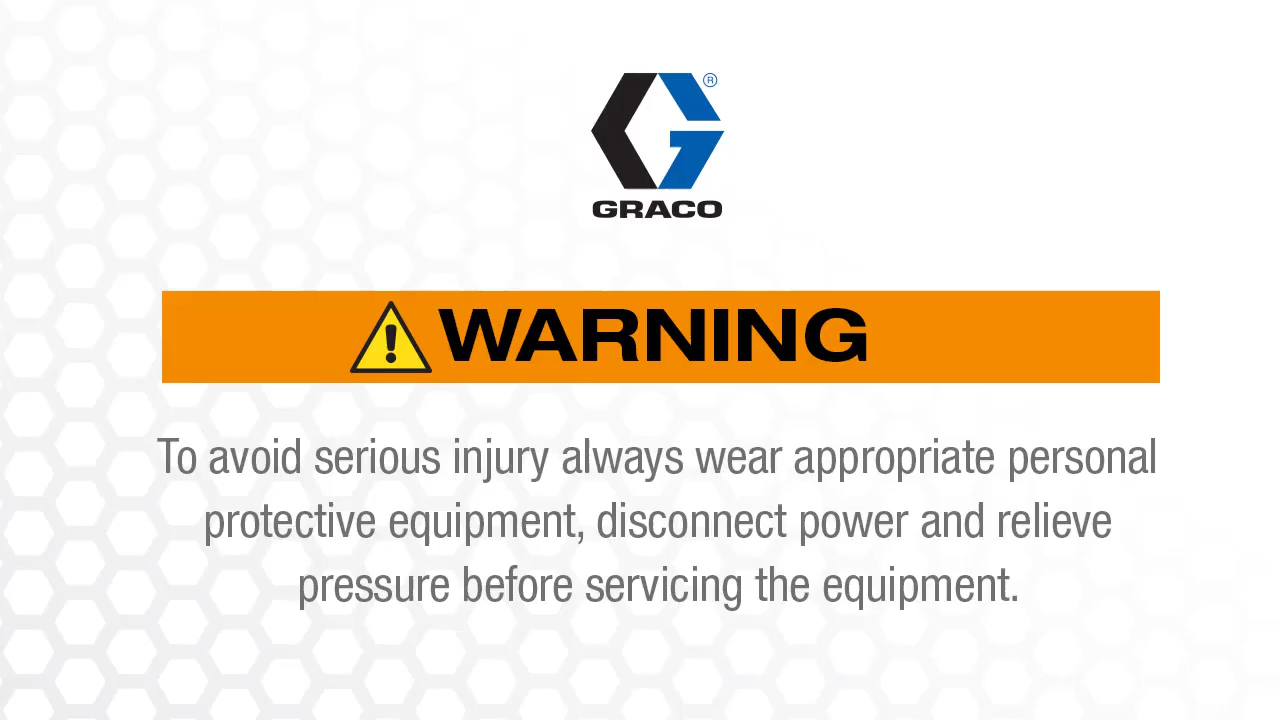 ®
GRACO
WARNING
To avoid serious injury always wear appropriate personal
protective equipment, disconnect power and relieve
pressure before servicing the equipment.